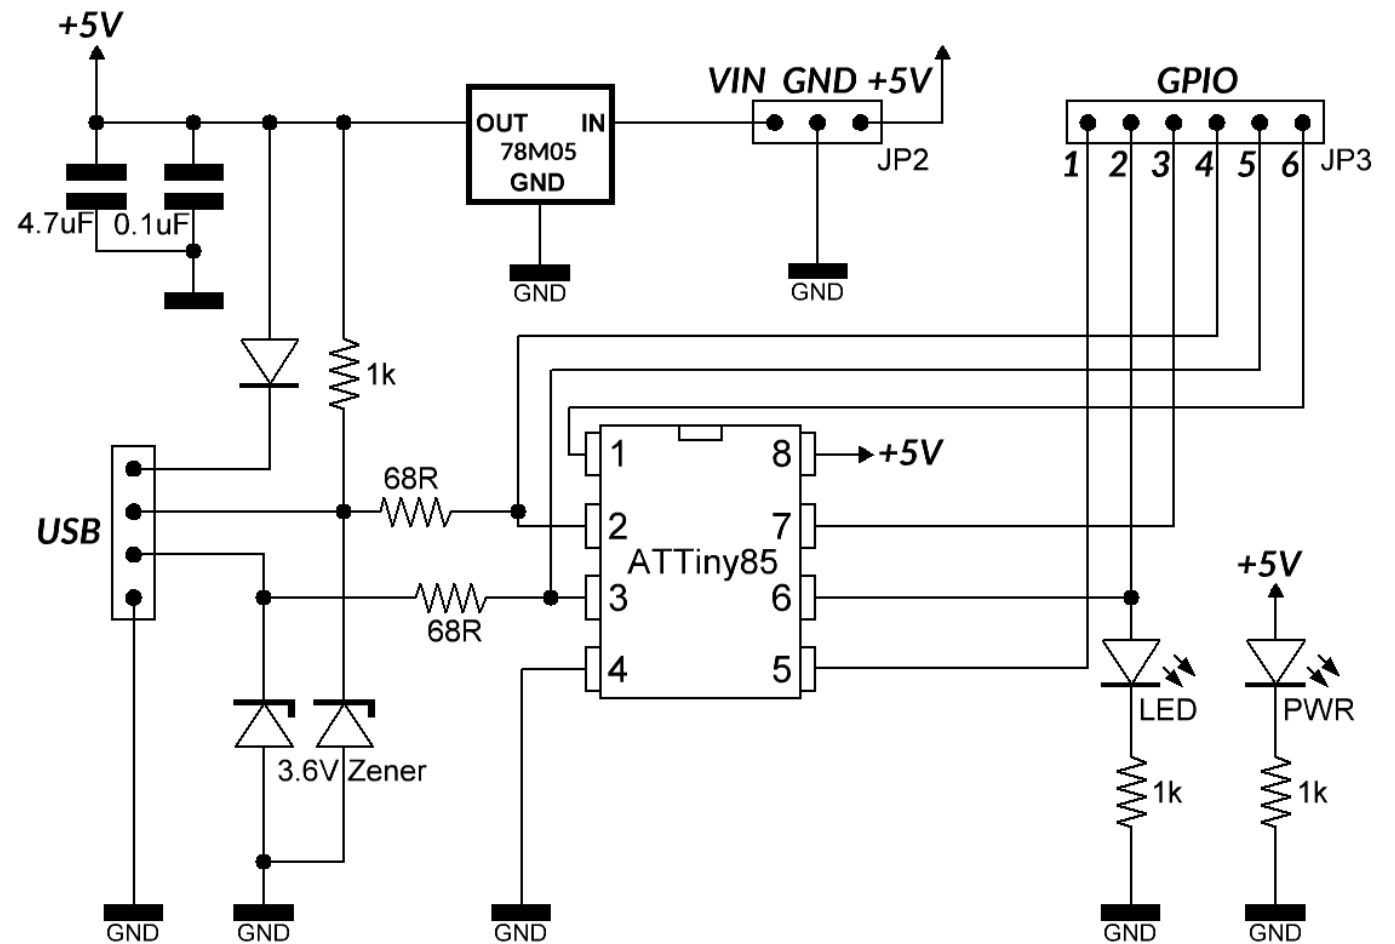 +5V
VIN GND +5V
GPIO
OUT IN
78M05
GND
JP2
1 2 3 4 5 6 JP3
4.7uF 0.1uF
GND
GND
1k
1 8 +5V
68R
2 7
USB
ATTiny85
+5V
3 6
68R
4 5
LED
PWR
3.6V Zener
1k
1k
GND
GND
GND
GND
GND